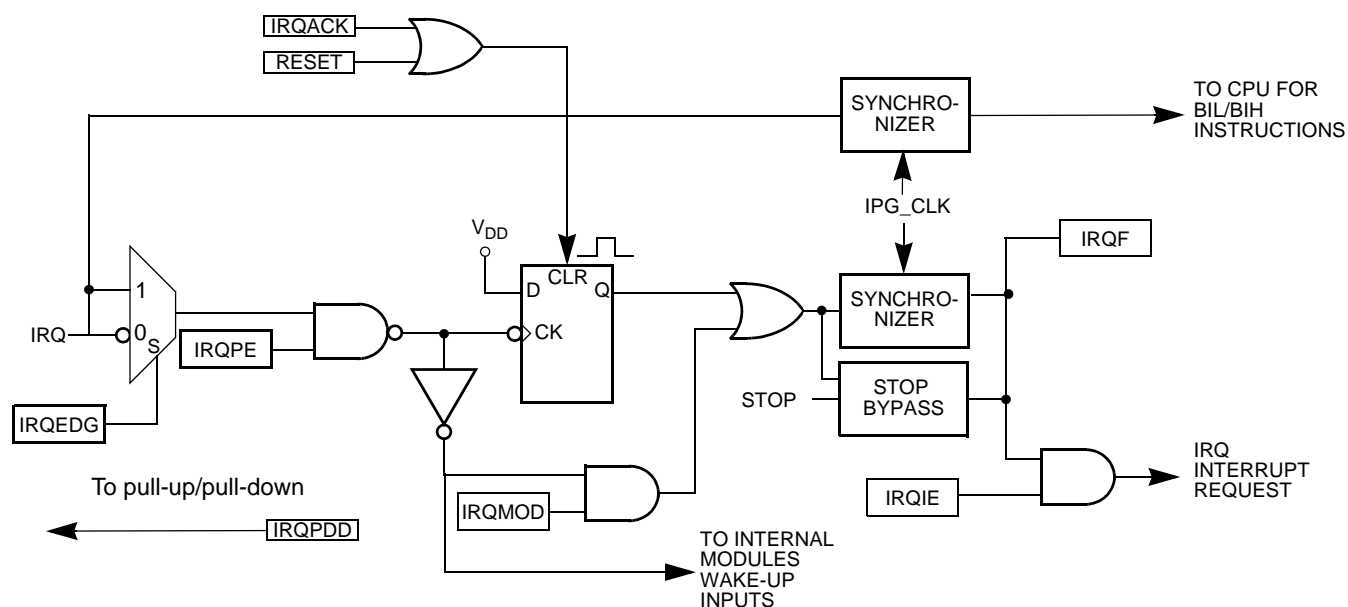 IRQACK
RESET
SYNCHRO-
NIZER
TO CPU FOR
BIL/BIH
INSTRUCTIONS
IPG_CLK
VDD
CLR
D
Q
CK
IRQF
1
IRQ
0
S
IRQPE
SYNCHRO-
NIZER
STOP
STOP
BYPASS
IRQEDG
IRQ
INTERRUPT
REQUEST
To pull-up/pull-down
IRQPDD
IRQMOD
IRQIE
TO INTERNAL
MODULES
WAKE-UP
INPUTS